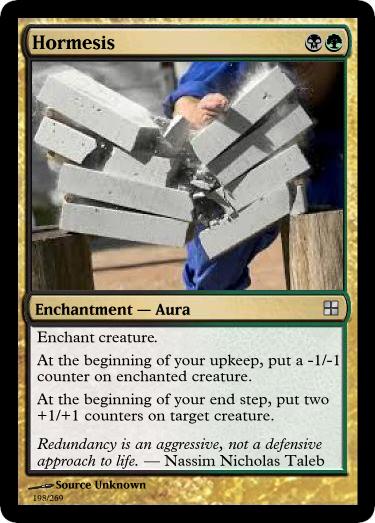 Hormesis
Enchantment — Aura
Enchant creature.
At the beginning of your upkeep, put a -1/-1
counter on enchanted creature.
At the beginning of your end step, put two
+1/+1 counters on target creature.
Redundancy is an aggressive, not a defensive
approach to life. — Nassim Nicholas Taleb
Source Unknown
198/269